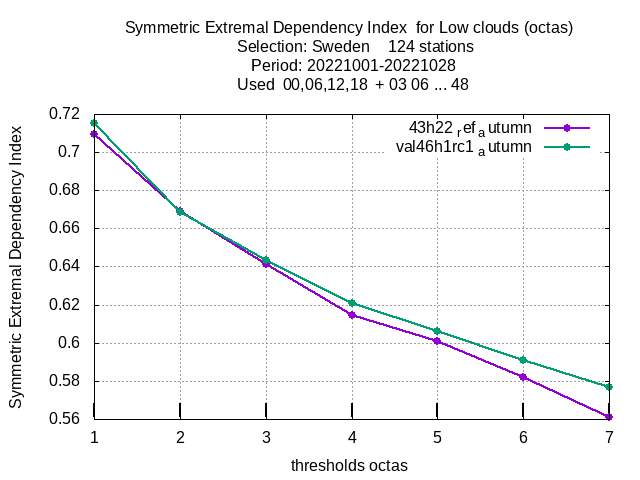 Symmetric Extremal Dependency Index for Low clouds (octas)
Selection: Sweden 124 stations
Period: 20221001-20221028
Used 00,06,12,18 + 03 06 ... 48
43h22 ref a utumn
val46h1rc1 a utumn
Symmetric Extremal Dependency Index
0.72
0.7
0.68
0.66
0.64
0.62
0.6
0.58
0.56
1 2 3 4 5 6 7
thresholds octas